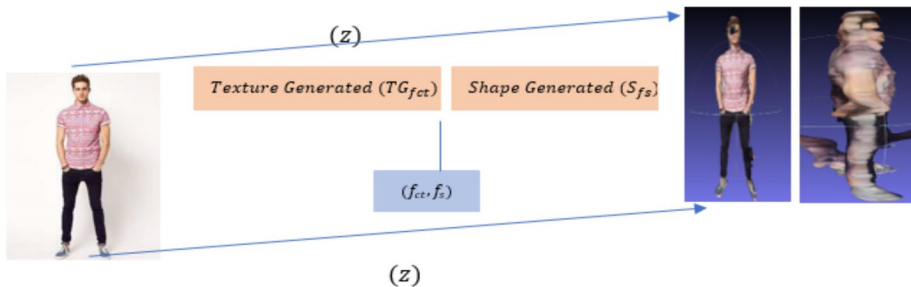 (z)
Texture Generated (TG_fct) Shape Generated (S_fs)
(f_ct, f_s)
(z)